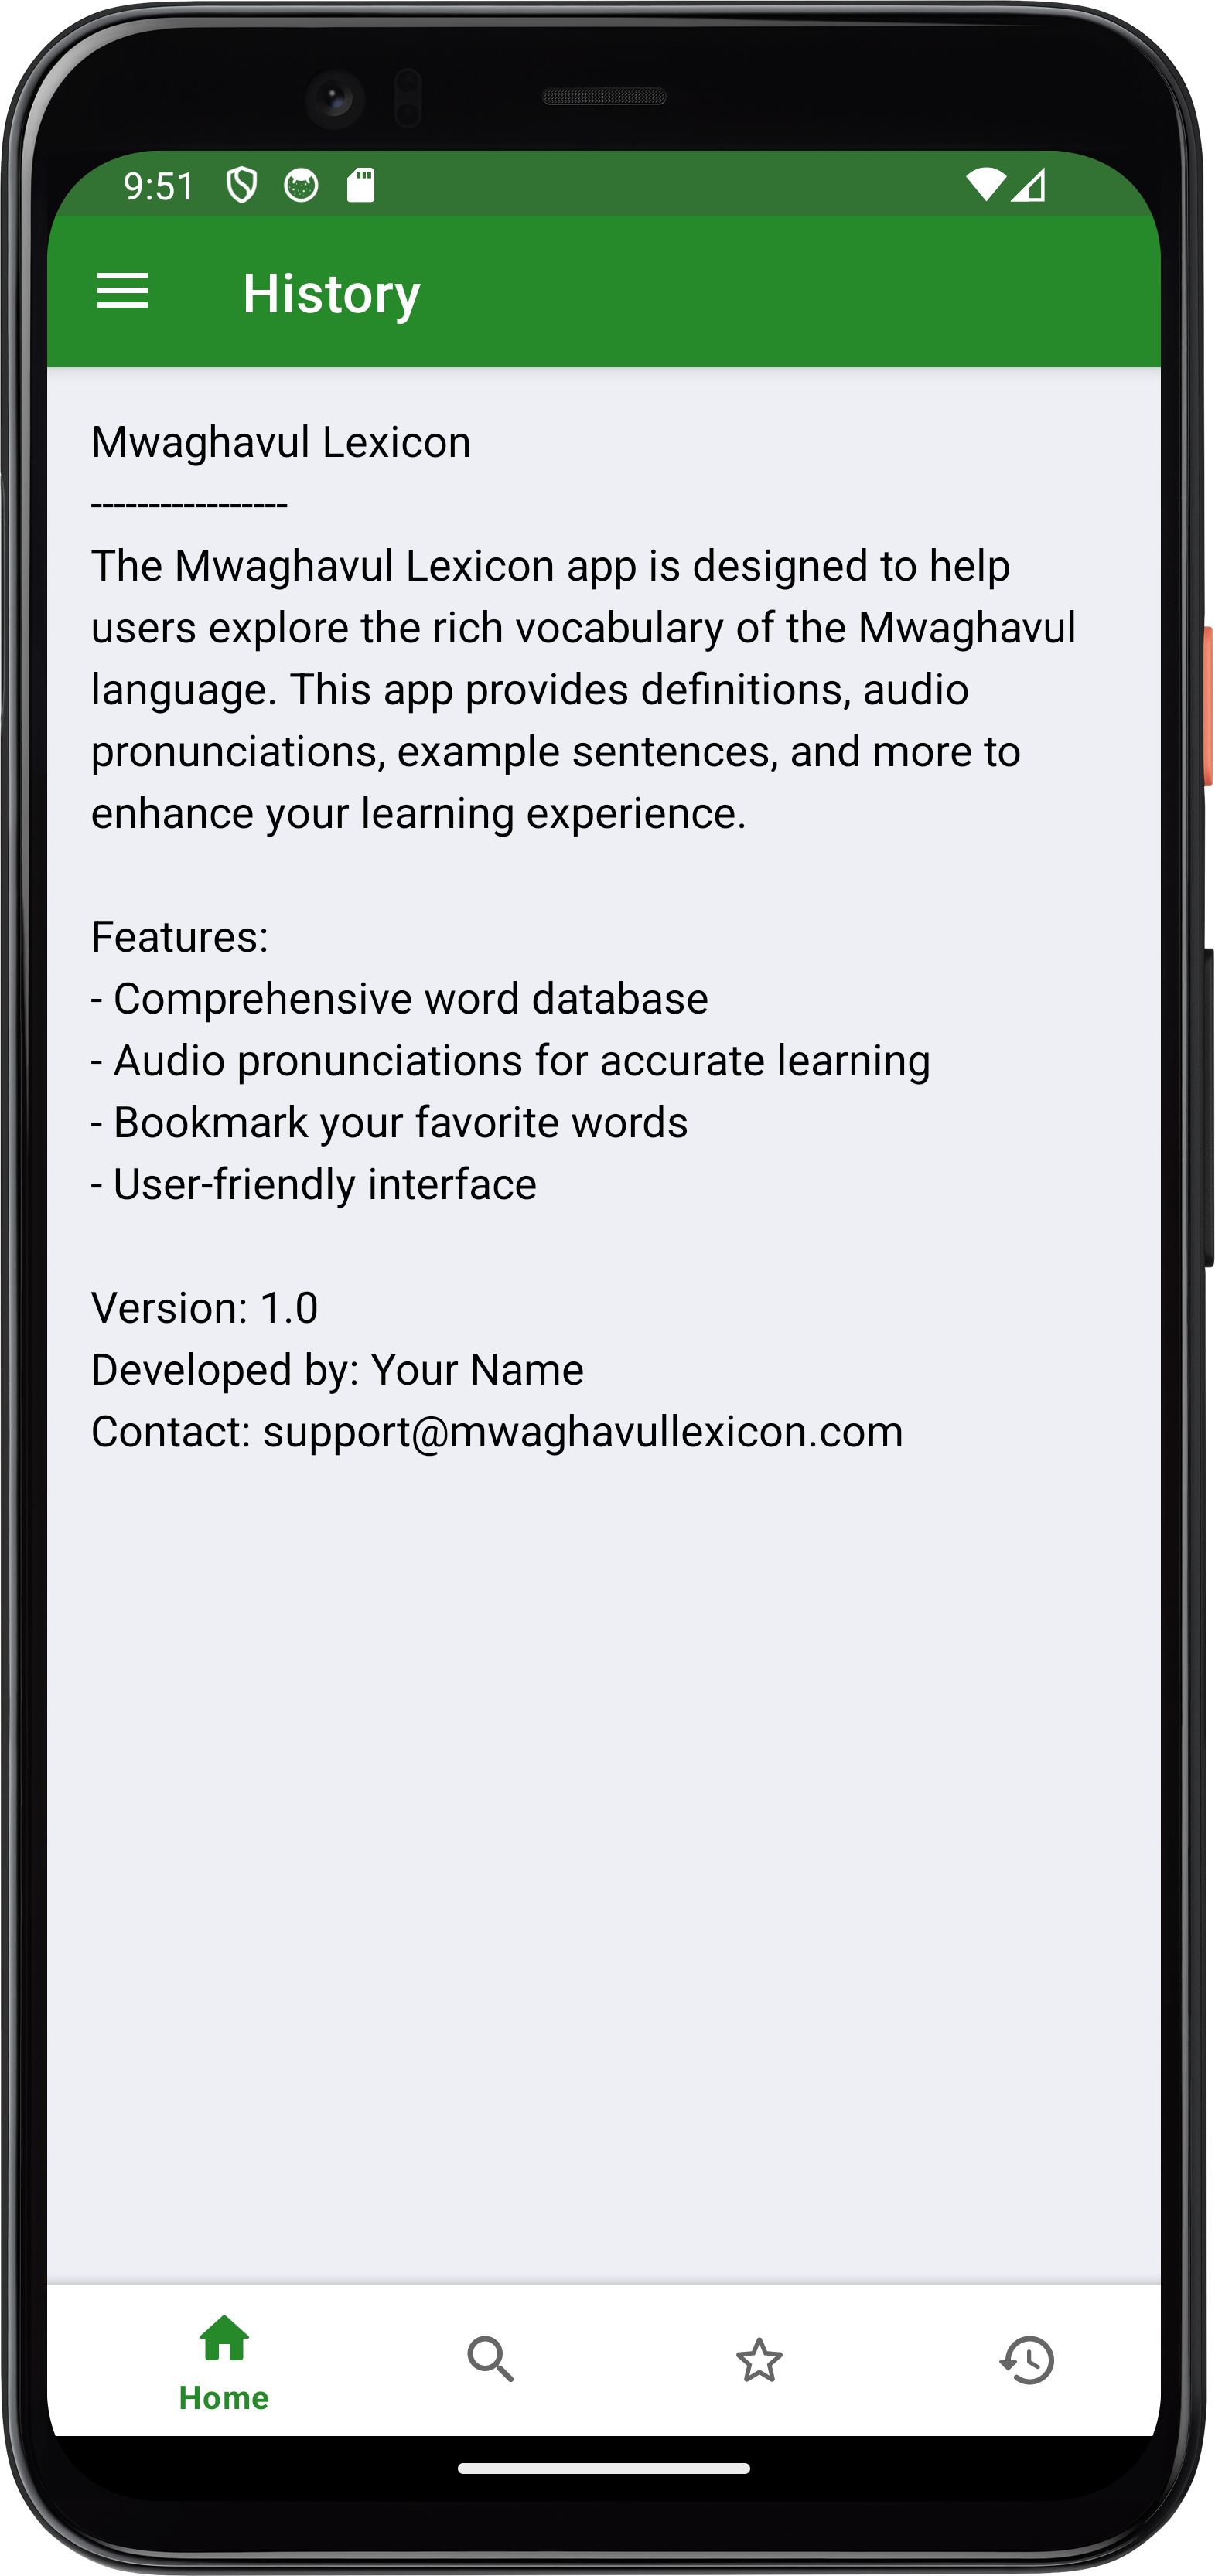 9:51
History
Mwaghavul Lexicon
-----------------
The Mwaghavul Lexicon app is designed to help
users explore the rich vocabulary of the Mwaghavul
language. This app provides definitions, audio
pronunciations, example sentences, and more to
enhance your learning experience.
Features:
- Comprehensive word database
- Audio pronunciations for accurate learning
- Bookmark your favorite words
- User-friendly interface
Version: 1.0
Developed by: Your Name
Contact: support@mwaghavullexicon.com
Home